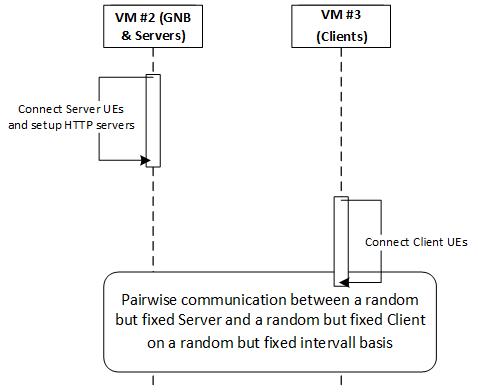 VM #2 (GNB
& Servers)
VM #3
(Clients)
Connect Server UEs
and setup HTTP servers
Connect Client UEs
Pairwise communication between a random
but fixed Server and a random but fixed Client
on a random but fixed intervall basis